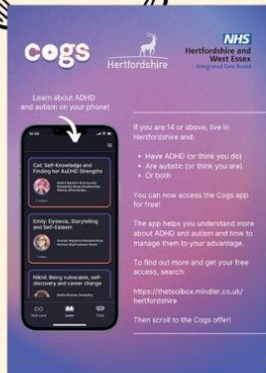 cogs
Hertfordshire
NHS
Hertfordshire and
West Essex
Integrated Care Board
Learn about ADHD
and autism on your phone!
Cat: Self-Knowledge and
Finding her AuDHD Strengths
Emily: Dyslexia, Storytelling
and Self-Esteem
Nikhil: Being vulnerable, self-
discovery and career change
Self care
Learn
Chat
If you are 14 or above, live in
Hertfordshire and:
• Have ADHD (or think you do)
• Are autistic (or think you are)
• Or both
You can now access the Cogs app
for free!
The app helps you understand more
about ADHD and autism and how to
manage them to your advantage.
To find out more and get your free
access, search:
https://thetoolbox.mindler.co.uk/
hertfordshire
Then scroll to the Cogs offer!